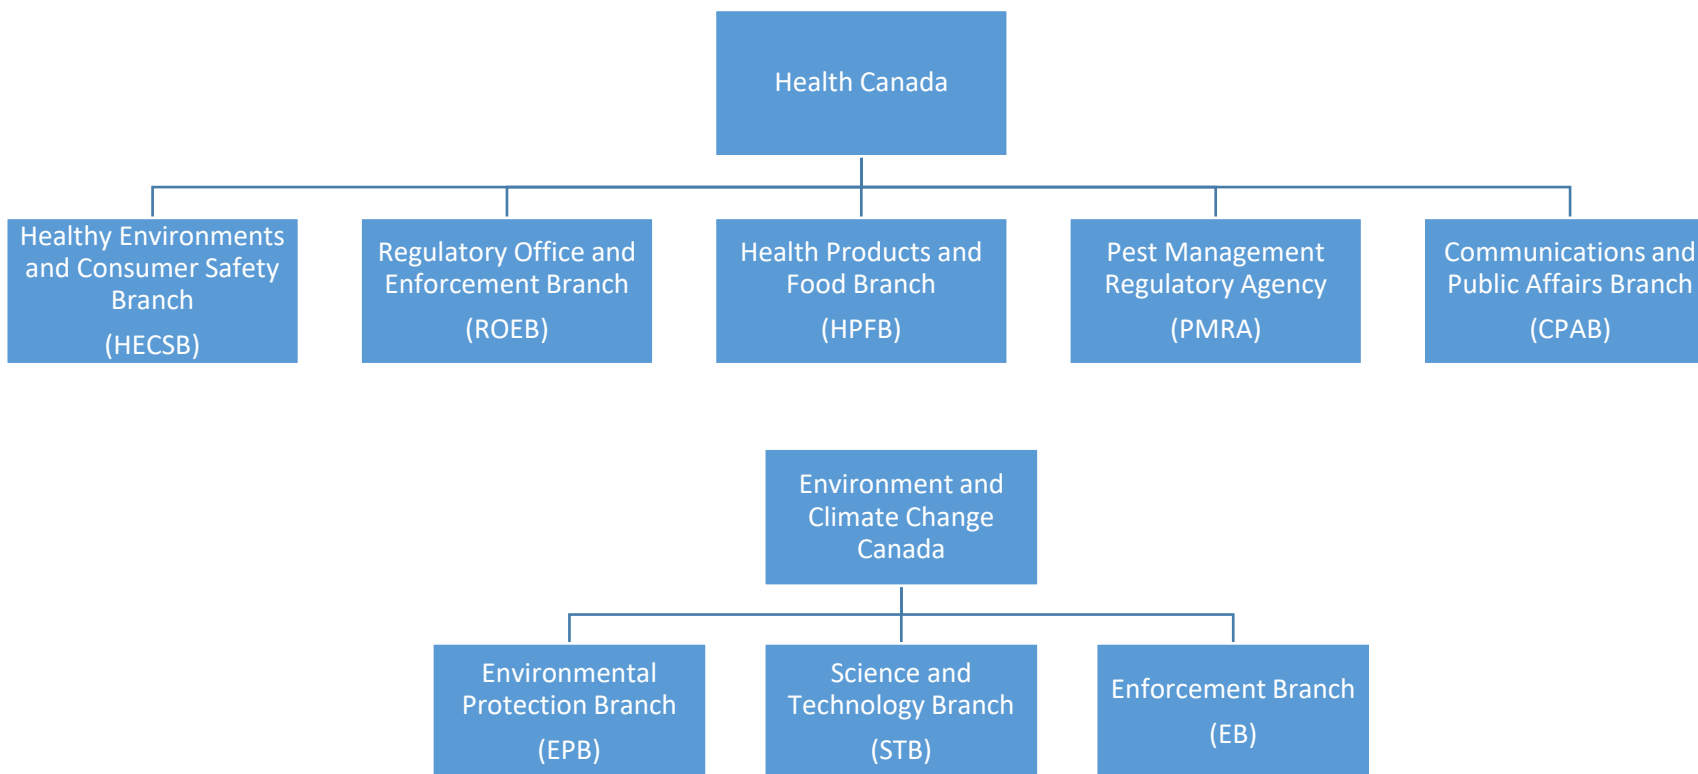 Health Canada
Healthy Environments
and Consumer Safety
Branch
(HECSB)
Regulatory Office and
Enforcement Branch
(ROEB)
Health Products and
Food Branch
(HPFB)
Pest Management
Regulatory Agency
(PMRA)
Communications and
Public Affairs Branch
(CPAB)
Environment and
Climate Change
Canada
Environmental
Protection Branch
(EPB)
Science and
Technology Branch
(STB)
Enforcement Branch
(EB)